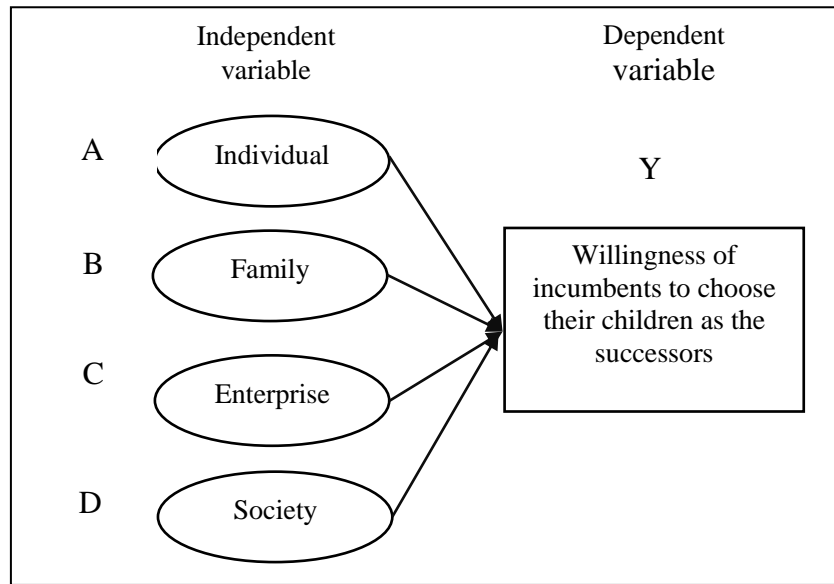 Independent
variable
Dependent
variable
A
Individual
Y
B
Family
Willingness of
incumbents to choose
their children as the
successors
C
Enterprise
D
Society